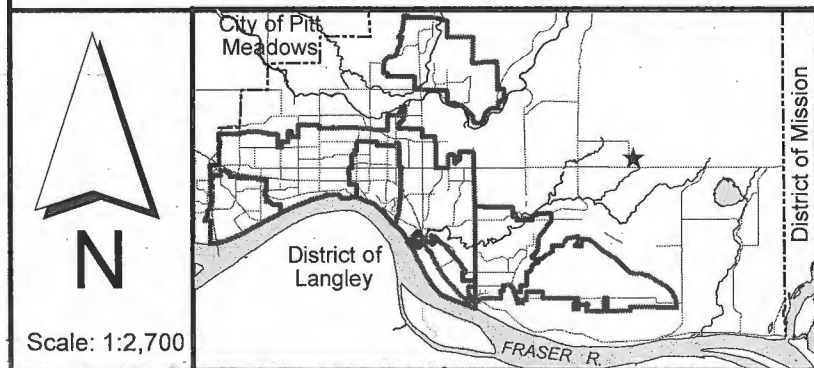 City of Pitt
Meadows
District of Mission
District of
Langley
N
Scale: 1:2,700
FRASER R.